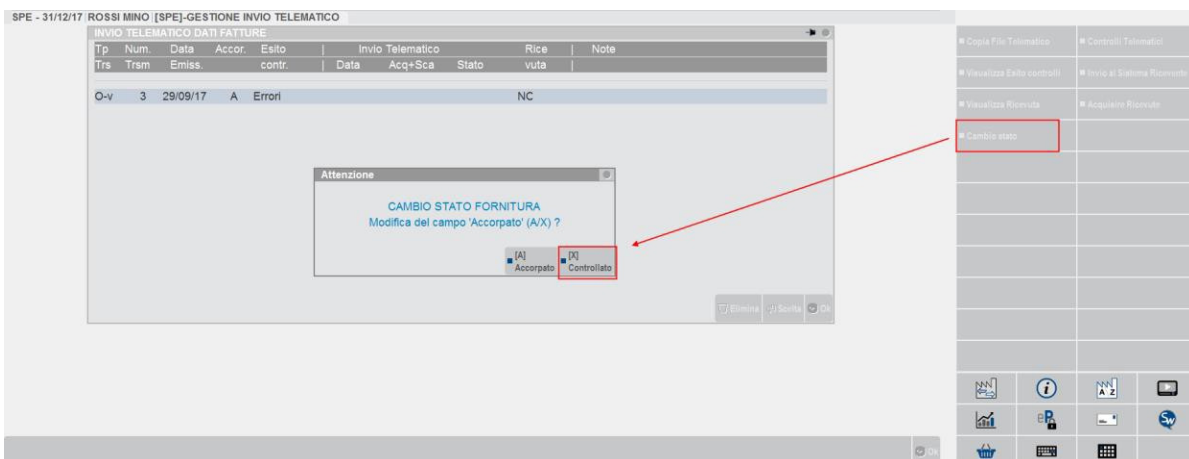 SPE - 31/12/17 ROSSI MINO [SPE]-GESTIONE INVIO TELEMATICO
INVIO TELEMATICO DATI FATTURE
Tp Num. Data Accor. Esito | Invio Telematico Rice | Note
Trs Trsm Emiss. contr. | Data Acq+Sca Stato vuta |
O-v 3 29/09/17 A Errori NC
Attenzione
CAMBIO STATO FORNITURA
Modifica del campo 'Accorpato' (A/X) ?
[A] Accorpato
[X] Controllato
Elimina Uscita Ok
Copia File Telematico Controlli Telematici
Visualizza Esito controlli Invio al Sistema Ricevente
Visualizza Ricevuta Acquisire Ricevute
Cambio stato
i A Z
eP Sw
Ok